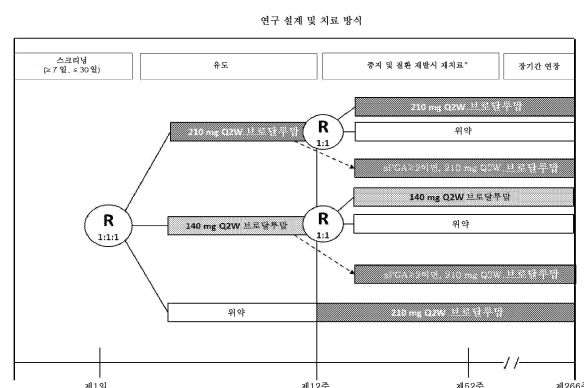 연구 설계 및 치료 방식
스크리닝
(≥ 7 일, ≤ 30 일)
유도
중지 및 질환 재발시 재치료*
장기간 연장
210 mg Q2W 브로달루맙
210 mg Q2W 브로달루맙
R
1:1
위약
sPGA≥2이면, 210 mg Q2W 브로달루맙
R
1:1:1
140 mg Q2W 브로달루맙
140 mg Q2W 브로달루맙
R
1:1
위약
sPGA≥2이면, 210 mg Q2W 브로달루맙
위약
210 mg Q2W 브로달루맙
제1일
제12주
제52주
제266주